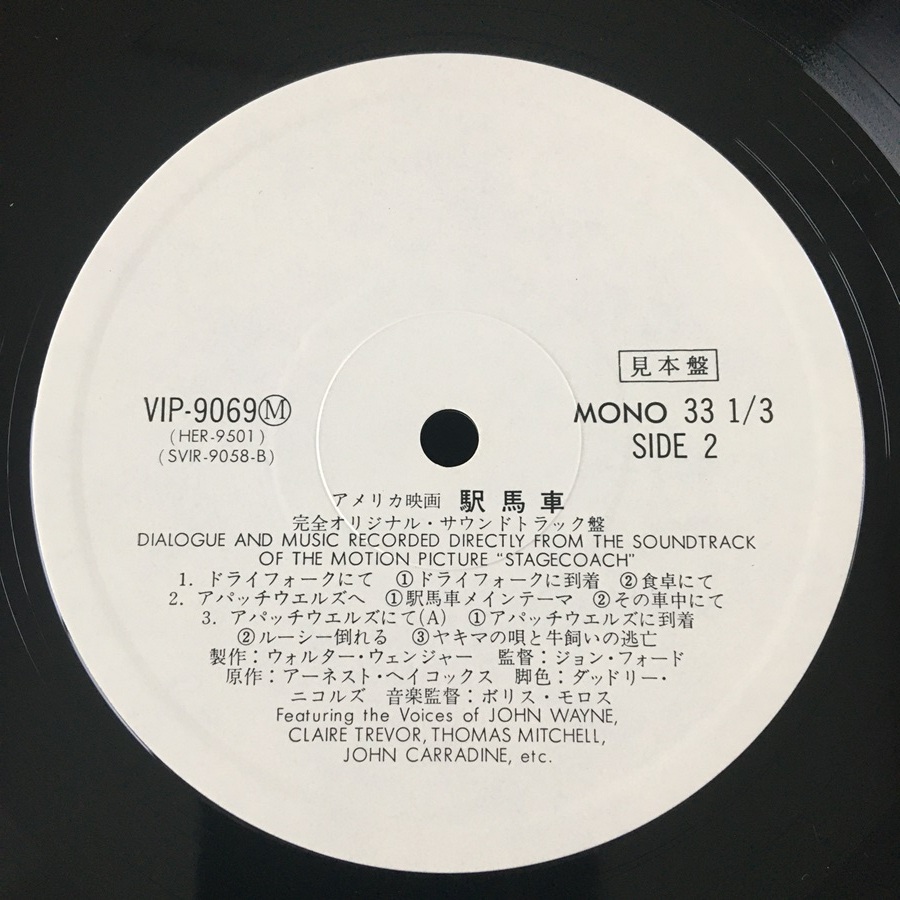 見本盤
VIP-9069Ⓜ
(HER-9501)
(SVIR-9058-B)
MONO 33 1/3
SIDE 2
アメリカ映画 駅馬車
完全オリジナル・サウンドトラック盤
DIALOGUE AND MUSIC RECORDED DIRECTLY FROM THE SOUNDTRACK
OF THE MOTION PICTURE "STAGECOACH"
1. ドライフォークにて ①ドライフォークに到着 ②食卓にて
2. アパッチウエルズへ ①駅馬車メインテーマ ②その車中にて
3. アパッチウエルズにて(A) ①アパッチウエルズに到着
②ルーシー倒れる ③ヤキマの唄と牛飼いの逃亡
製作：ウォルター・ウェンジャー 監督：ジョン・フォード
原作：アーネスト・ヘイコックス 脚色：ダッドリー・
ニコルズ 音楽監督：ボリス・モロス
Featuring the Voices of JOHN WAYNE,
CLAIRE TREVOR, THOMAS MITCHELL,
JOHN CARRADINE, etc.